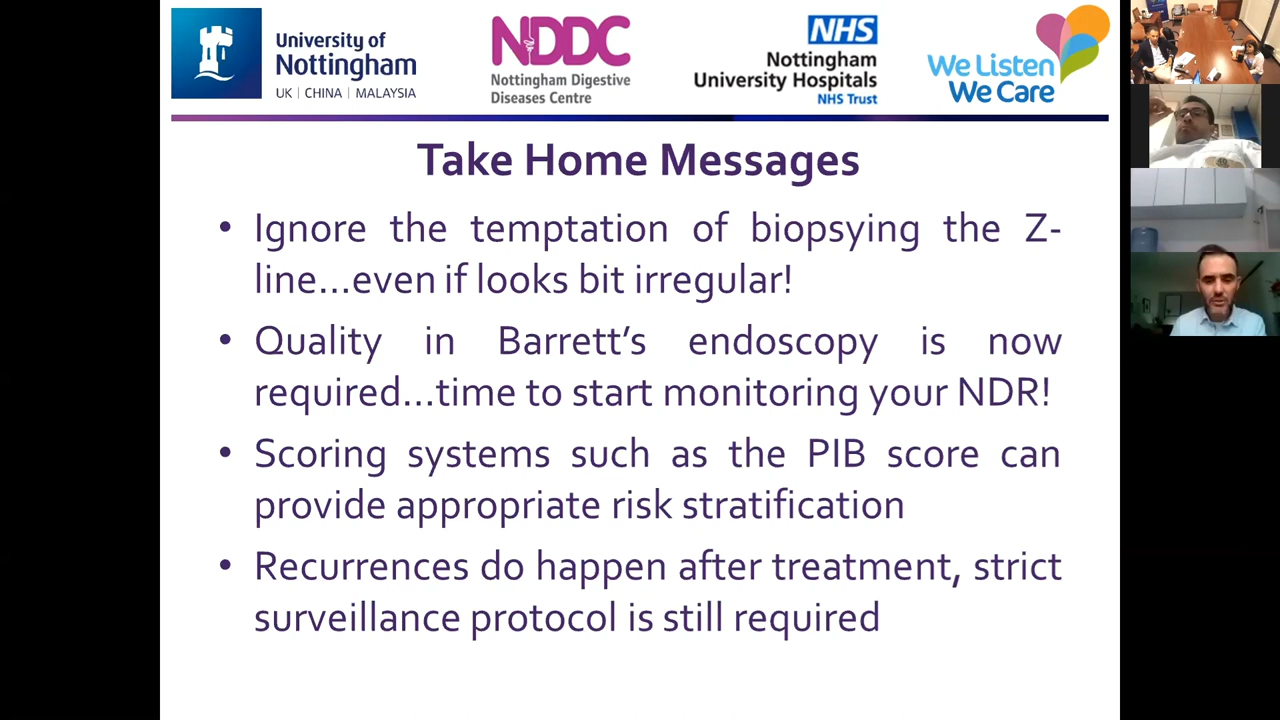 University of
Nottingham
UK | CHINA | MALAYSIA
NDDC
Nottingham Digestive
Diseases Centre
NHS
Nottingham
University Hospitals
NHS Trust
We Listen
We Care
Take Home Messages
• Ignore the temptation of biopsying the Z-
line...even if looks bit irregular!
• Quality in Barrett’s endoscopy is now
required...time to start monitoring your NDR!
• Scoring systems such as the PIB score can
provide appropriate risk stratification
• Recurrences do happen after treatment, strict
surveillance protocol is still required